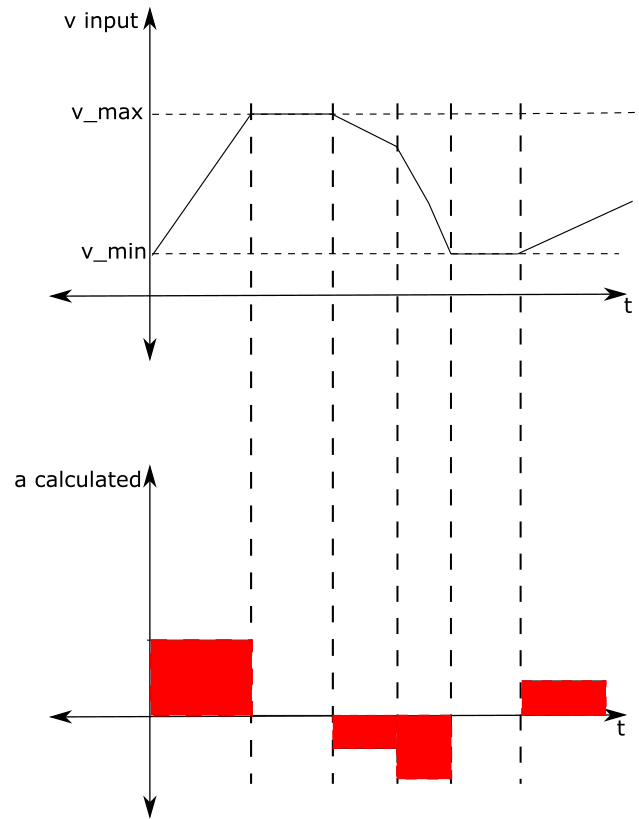 v input
v_max
v_min
t
a calculated
t